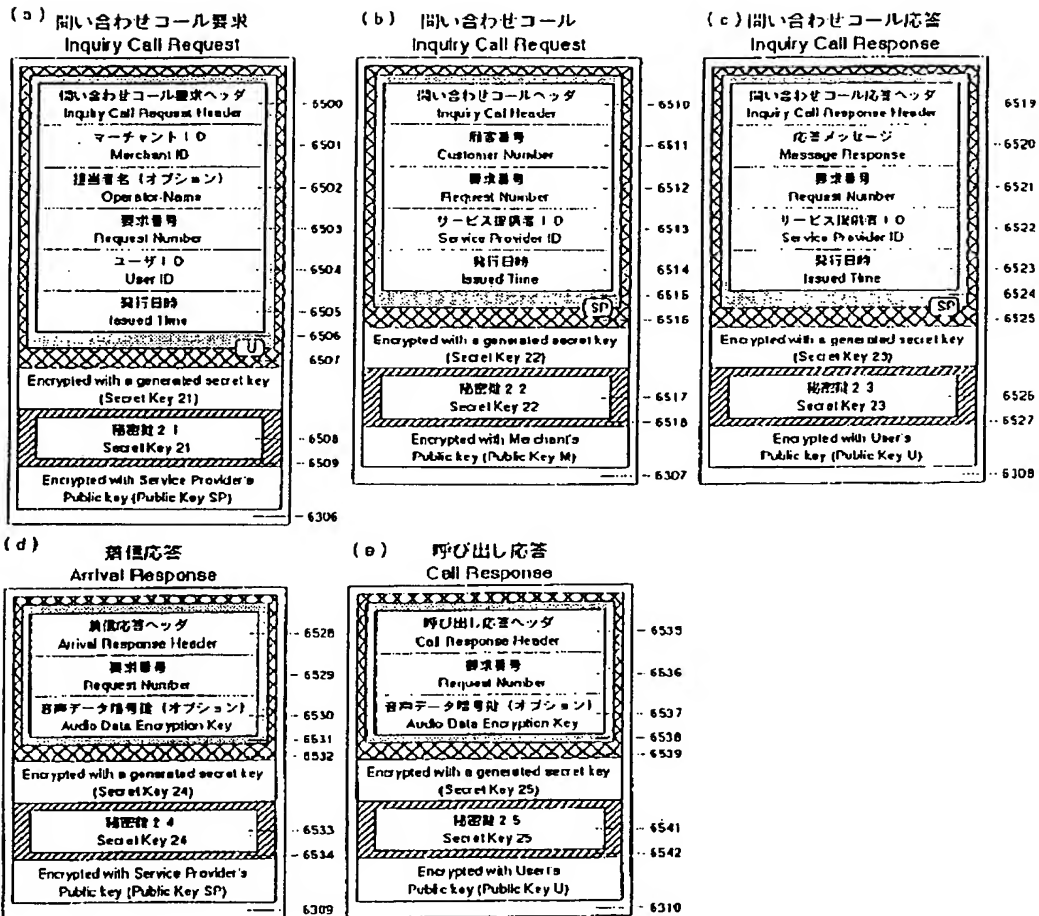 (a) 問い合わせコール要求
Inquiry Call Request
問い合わせコール要求ヘッダ
Inquiry Call Request Header
マーチャントID
Merchant ID
担当者名（オプション）
Operator Name
要求番号
Request Number
ユーザID
User ID
発行日時
Issued Time
U
Encrypted with a generated secret key
(Secret Key 21)
秘密鍵21
Secret Key 21
Encrypted with Service Provider's
Public key (Public Key SP)
6500
6501
6502
6503
6504
6505
6506
6507
6508
6509
6306
(b) 問い合わせコール
Inquiry Call Request
問い合わせコールヘッダ
Inquiry Call Header
顧客番号
Customer Number
要求番号
Request Number
サービス提供者ID
Service Provider ID
発行日時
Issued Time
SP
Encrypted with a generated secret key
(Secret Key 22)
秘密鍵22
Secret Key 22
Encrypted with Merchant's
Public key (Public Key M)
6510
6511
6512
6513
6514
6515
6516
6517
6518
6307
(c) 問い合わせコール応答
Inquiry Call Response
問い合わせコール応答ヘッダ
Inquiry Call Response Header
応答メッセージ
Message Response
要求番号
Request Number
サービス提供者ID
Service Provider ID
発行日時
Issued Time
SP
Encrypted with a generated secret key
(Secret Key 23)
秘密鍵23
Secret Key 23
Encrypted with User's
Public key (Public Key U)
6519
6520
6521
6522
6523
6524
6525
6526
6527
6308
(d) 着信応答
Arrival Response
着信応答ヘッダ
Arrival Response Header
要求番号
Request Number
音声データ暗号鍵（オプション）
Audio Data Encryption Key
Encrypted with a generated secret key
(Secret Key 24)
秘密鍵24
Secret Key 24
Encrypted with Service Provider's
Public key (Public Key SP)
6528
6529
6530
6531
6532
6533
6534
6309
(e) 呼び出し応答
Call Response
呼び出し応答ヘッダ
Call Response Header
要求番号
Request Number
音声データ暗号鍵（オプション）
Audio Data Encryption Key
Encrypted with a generated secret key
(Secret Key 25)
秘密鍵25
Secret Key 25
Encrypted with User's
Public key (Public Key U)
6535
6536
6537
6538
6539
6541
6542
6310